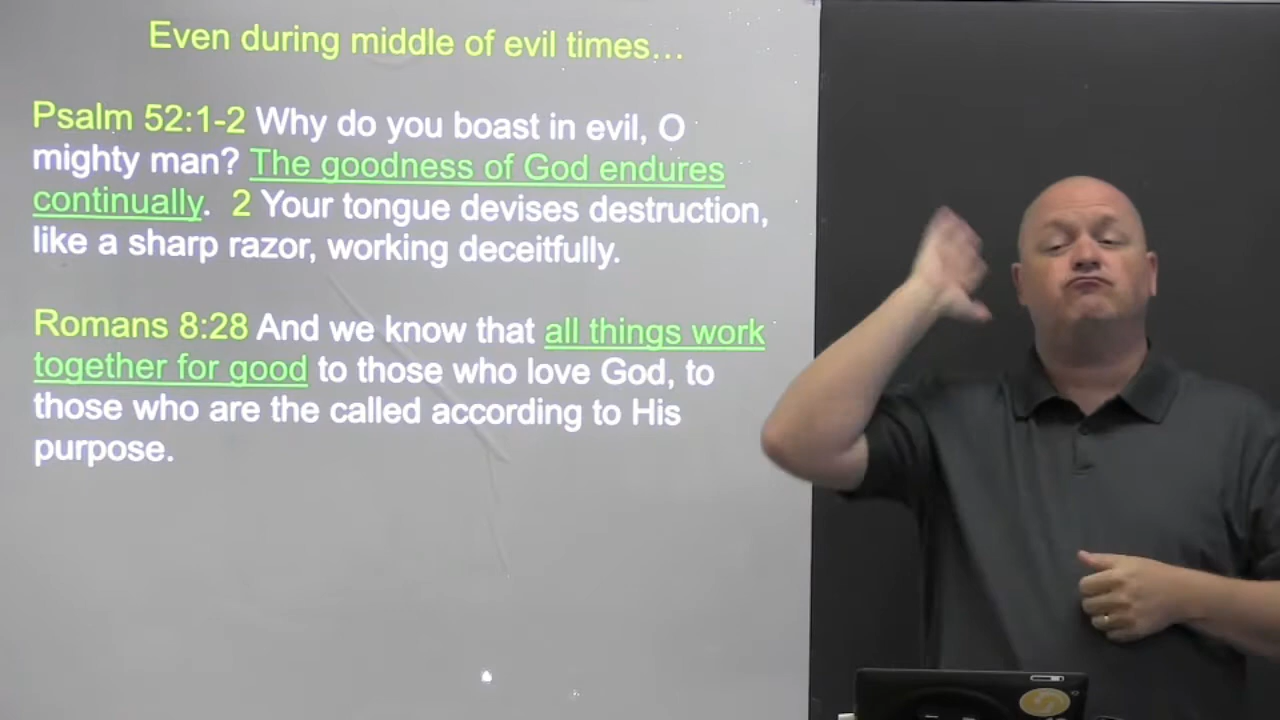 Even during middle of evil times…
Psalm 52:1-2 Why do you boast in evil, O
mighty man? The goodness of God endures
continually.  2 Your tongue devises destruction,
like a sharp razor, working deceitfully.
Romans 8:28 And we know that all things work
together for good to those who love God, to
those who are the called according to His
purpose.